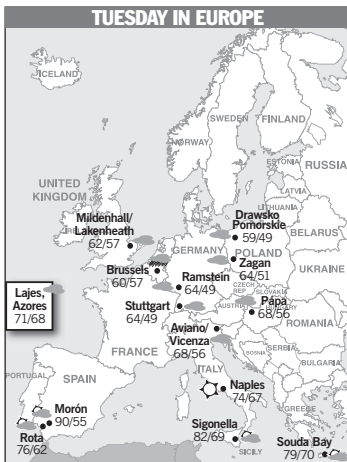 TUESDAY IN EUROPE
ICELAND
SWEDEN
FINLAND
NORWAY
ESTONIA
RUSSIA
LATVIA
LITHUANIA
UNITED
KINGDOM
Mildenhall/
Lakenheath
62/57
Drawsko
Pomorskie
59/49
BELARUS
GERMANY
POLAND
Zagan
64/51
UKRAINE
Brussels
60/57
Ramstein
64/49
CZECH
REP
SLOVAKIA
Lajes,
Azores
71/68
Stuttgart
64/49
AUSTRIA
Pápa
68/56
HUNGARY
ROMANIA
Aviano/
Vicenza
68/56
FRANCE
BOSNIA
SERBIA
BULGARIA
ITALY
PORTUGAL
SPAIN
Naples
74/67
Morón
90/55
GREECE
Rota
76/62
Sigonella
82/69
SICILY
Souda Bay
79/70